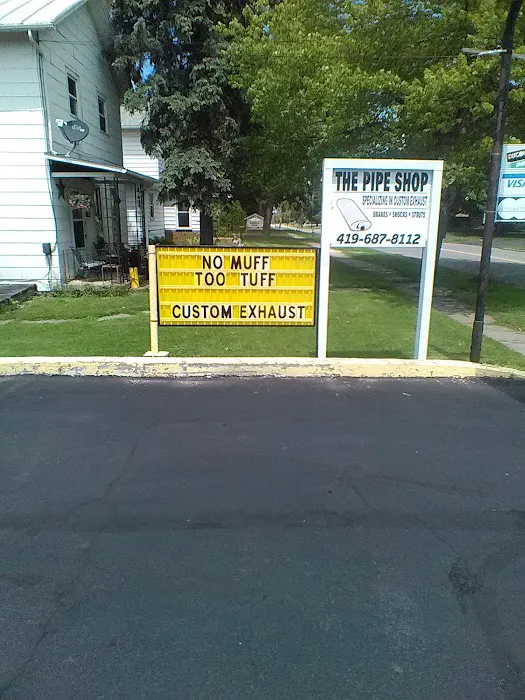 NO MUFF
TOO TUFF
CUSTOM EXHAUST
THE PIPE SHOP
SPECIALIZING IN CUSTOM EXHAUST
BRAKES • SHOCKS • STRUTS
419-687-8112
VISA